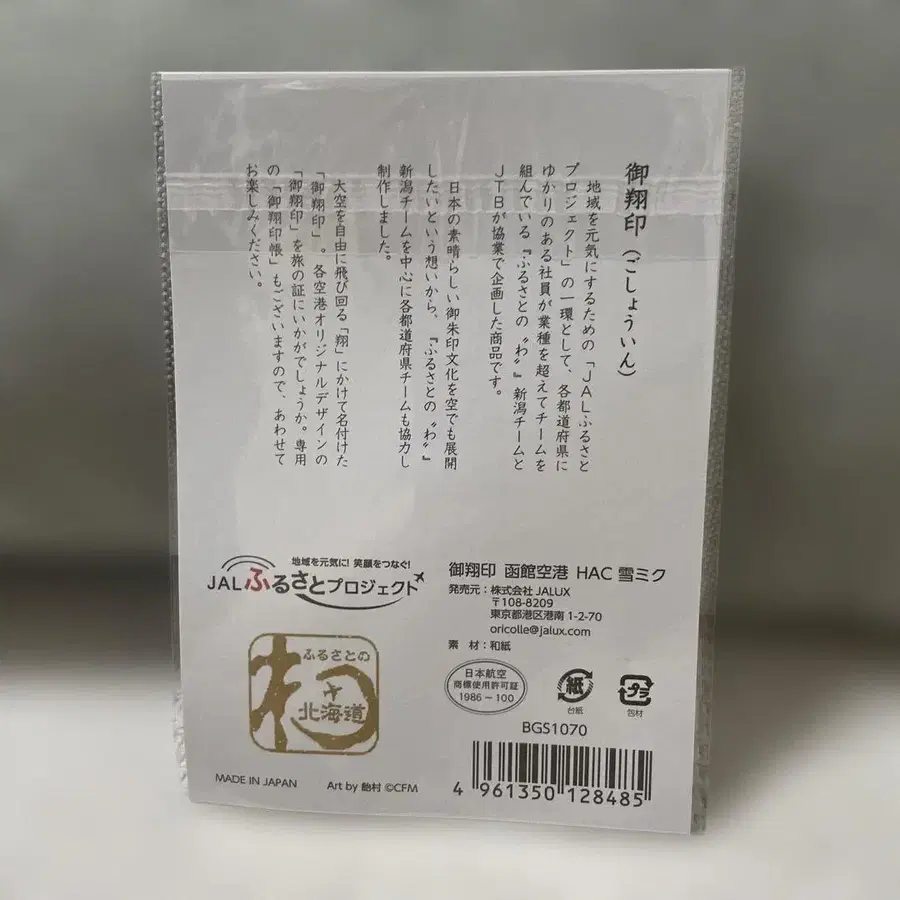 御翔印(ごしょういん)
地域を元気にするための「JALふるさと
プロジェクト」の一環として、各都道府県に
ゆかりのある社員が業種を超えてチームを
組んでいる『ふるさとの〝わ〟』新潟チームと
JTBが協業で企画した商品です。
日本の素晴らしい御朱印文化を空でも展開
したいという想いから、『ふるさとの〝わ〟』
新潟チームを中心に各都道府県チームも協力し
制作しました。
大空を自由に飛び回る「翔」にかけて名付けた
「御翔印」。各空港オリジナルデザインの
「御翔印」を旅の証にいかがでしょうか。専用
の「御翔印帳」もございますので、あわせて
お楽しみください。
地域を元気に! 笑顔をつなぐ!
JALふるさとプロジェクト
ふるさとの
わ
北海道
MADE IN JAPAN
Art by 飴村 ©CFM
御翔印 函館空港 HAC 雪ミク
発売元:株式会社 JALUX
〒108-8209
東京都港区港南 1-2-70
oricolle@jalux.com
素 材:和紙
日本航空
商標使用許可証
1986-100
紙
台紙
プラ
包材
BGS1070
4 961350 128485